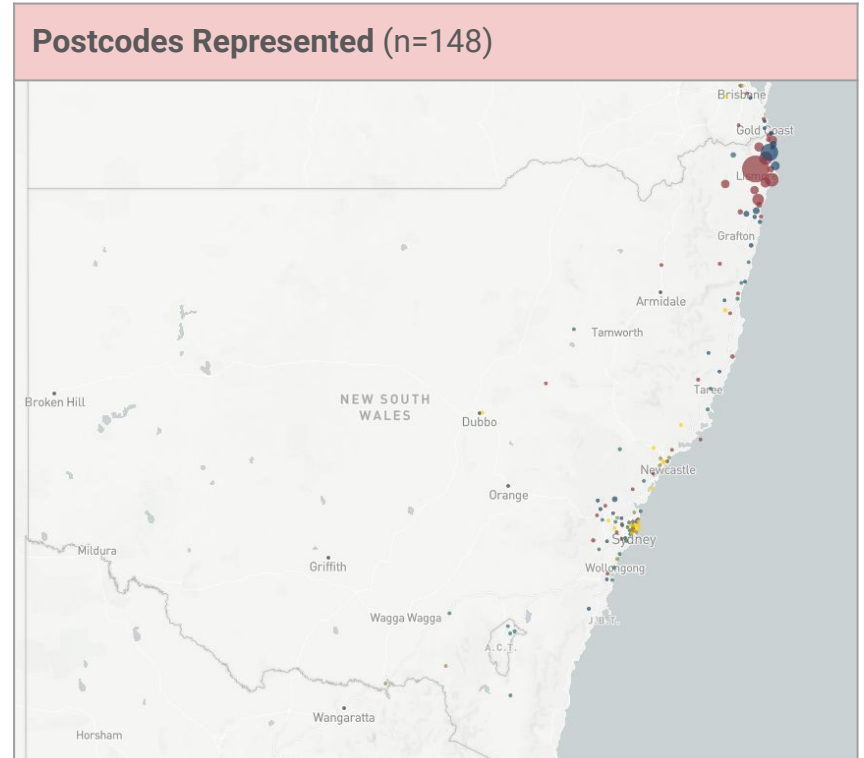 Postcodes Represented (n=148)
Brisbane
Gold Coast
Grafton
Armidale
Tamworth
Broken Hill
NEW SOUTH
WALES
Taree
Dubbo
Newcastle
Orange
Sydney
Mildura
Griffith
Wollongong
Wagga Wagga
J.B.T.
A.C.T.
Wangaratta
Horsham